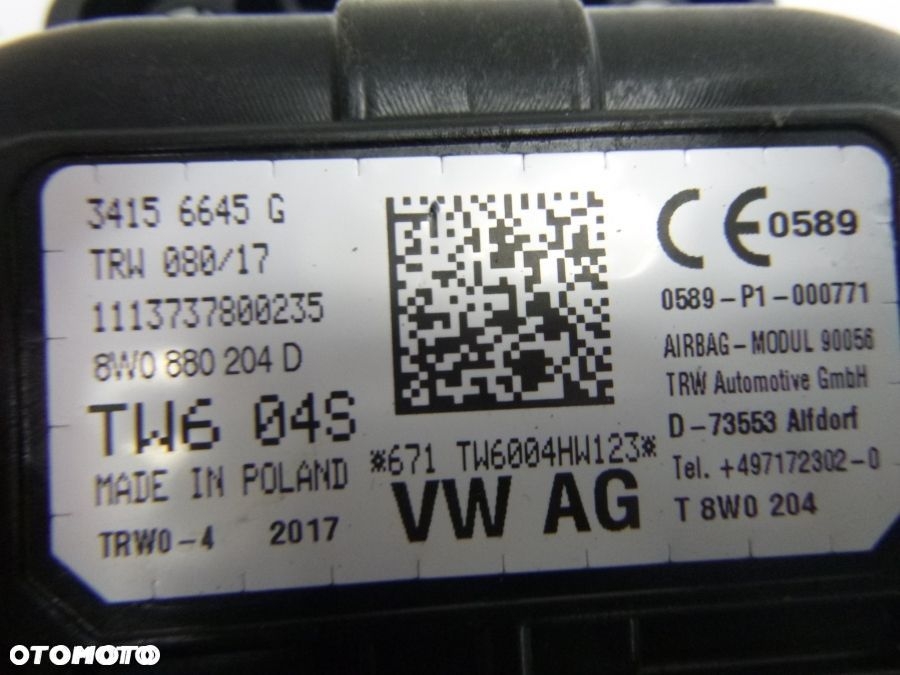 3415 6645 G
TRW 080/17
1113737800235
8W0 880 204 D
TW6 04S
MADE IN POLAND
TRW0-4 2017
*671 TW6004HW123*
VW AG
CE 0589
0589-P1-000771
AIRBAG-MODUL 90056
TRW Automotive GmbH
D-73553 Alfdorf
Tel. +497172302-0
T 8W0 204
OTOMOTO